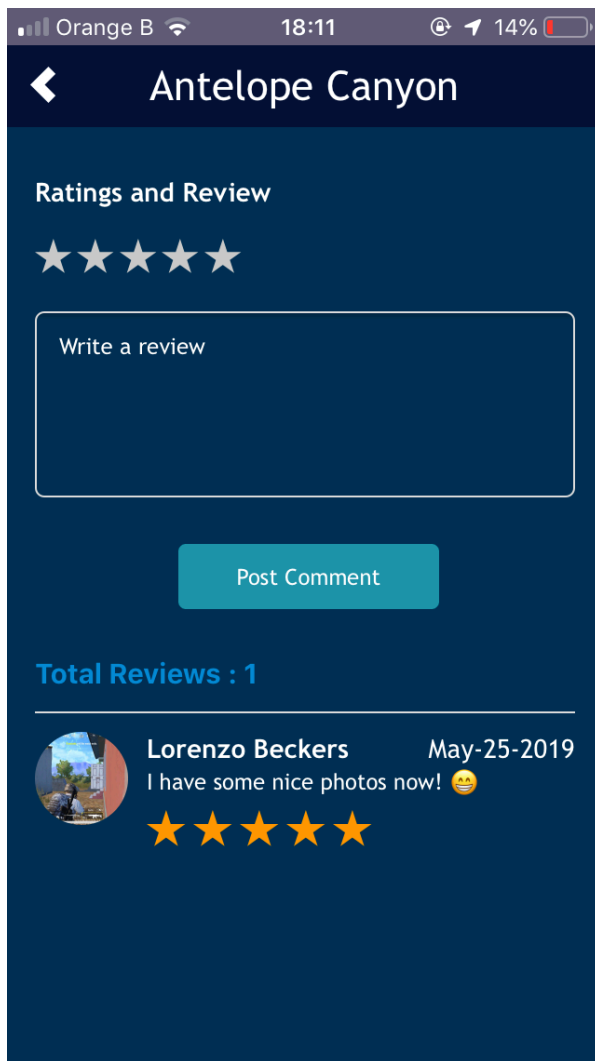 Orange B 18:11 14%
Antelope Canyon
Ratings and Review
Write a review
Post Comment
Total Reviews : 1
Lorenzo Beckers May-25-2019
I have some nice photos now! 😁